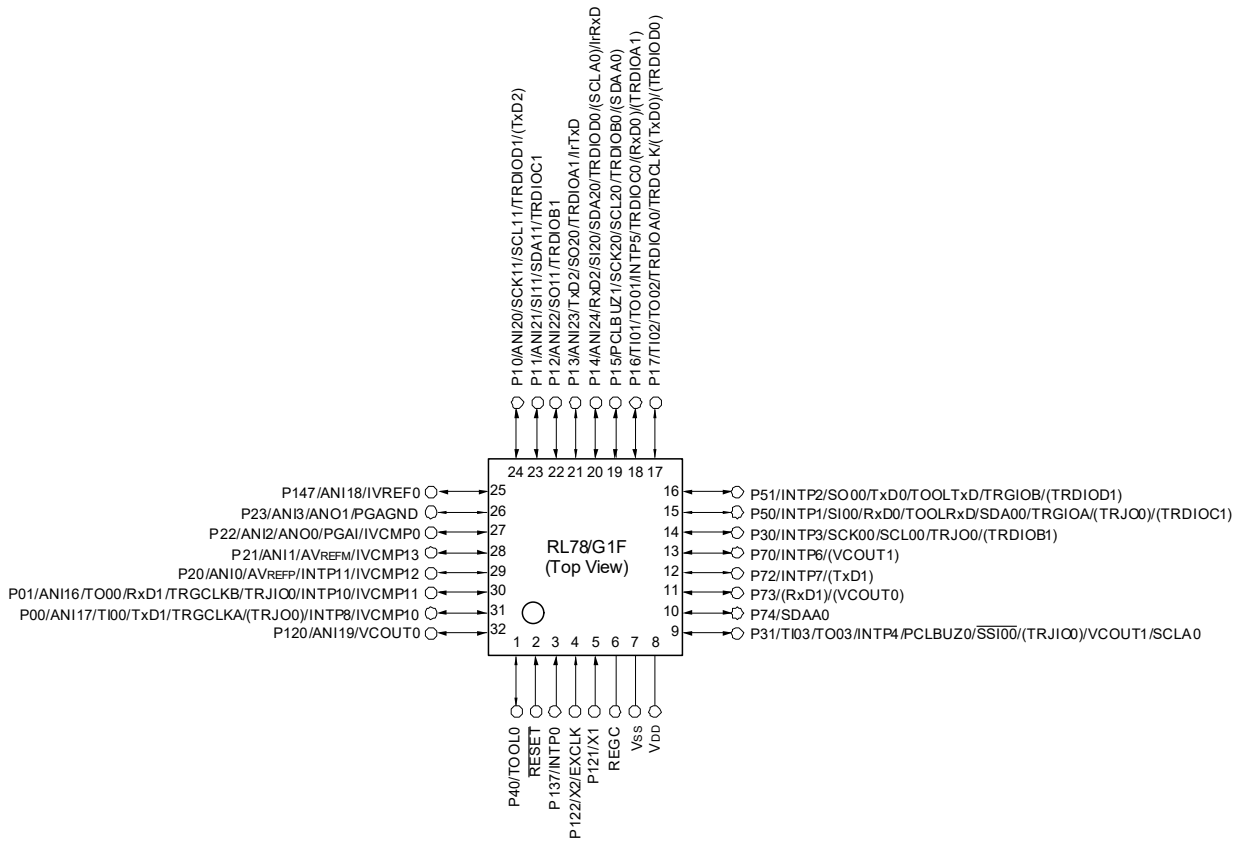 P10/ANI20/SCK11/SCL11/TRDIOD1/(TxD2)
P11/ANI21/SI11/SDA11/TRDIOC1
P12/ANI22/SO11/TRDIOB1
P13/ANI23/TxD2/SO20/TRDIOA1/IrTxD
P14/ANI24/RxD2/SI20/SDA20/TRDIOD0/(SCLA0)/IrRxD
P15/PCLBUZ1/SCK20/SCL20/TRDIOB0/(SDAA0)
P16/TI01/TO01/INTP5/TRDIOC0/(RxD0)/(TRDIOA1)
P17/TI02/TO02/TRDIOA0/TRDCLK/(TxD0)/(TRDIOD0)
24 23 22 21 20 19 18 17
P147/ANI18/IVREF0 25
P23/ANI3/ANO1/PGAGND 26
P22/ANI2/ANO0/PGAI/IVCMP0 27
P21/ANI1/AVREFM/IVCMP13 28
P20/ANI0/AVREFP/INTP11/IVCMP12 29
P01/ANI16/TO00/RxD1/TRGCLKB/TRJIO0/INTP10/IVCMP11 30
P00/ANI17/TI00/TxD1/TRGCLKA/(TRJO0)/INTP8/IVCMP10 31
P120/ANI19/VCOUT0 32
RL78/G1F
(Top View)
16 P51/INTP2/SO00/TxD0/TOOLTxD/TRGIOB/(TRDIOD1)
15 P50/INTP1/SI00/RxD0/TOOLRxD/SDA00/TRGIOA/(TRJO0)/(TRDIOC1)
14 P30/INTP3/SCK00/SCL00/TRJO0/(TRDIOB1)
13 P70/INTP6/(VCOUT1)
12 P72/INTP7/(TxD1)
11 P73/(RxD1)/(VCOUT0)
10 P74/SDAA0
9 P31/TI03/TO03/INTP4/PCLBUZ0/SSI00/(TRJIO0)/VCOUT1/SCLA0
1 2 3 4 5 6 7 8
P40/TOOL0
RESET
P137/INTP0
P122/X2/EXCLK
P121/X1
REGC
VSS
VDD